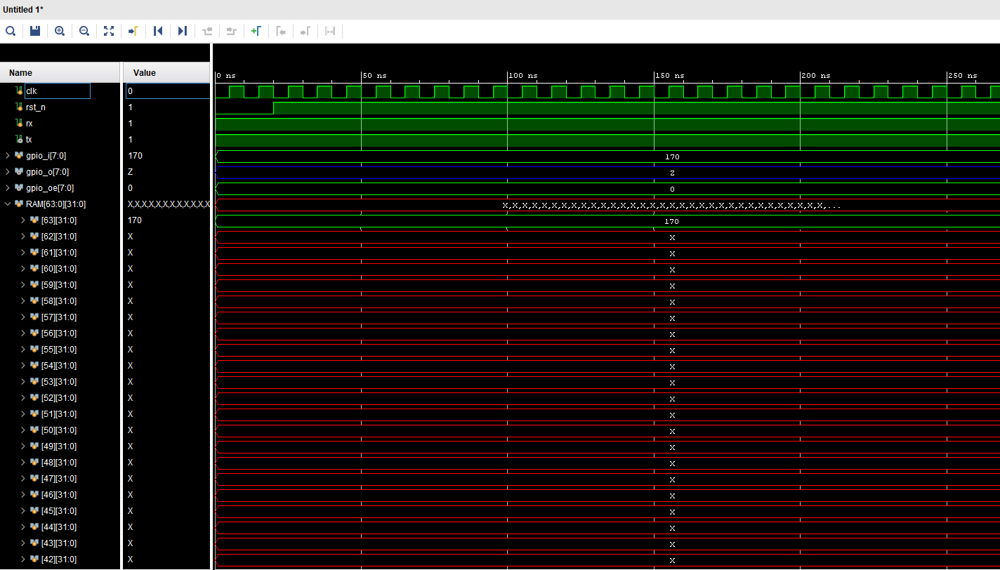 Untitled 1*
Name Value 0 ns 50 ns 100 ns 150 ns 200 ns 250 ns
clk 0
rst_n 1
rx 1
tx 1
gpio_i[7:0] 170 170
gpio_o[7:0] Z Z
gpio_oe[7:0] 0 0
RAM[63:0][31:0] X,X,X,X,X,X,X,X,X,X,X,X X,X,X,X,X,X,X,X,X,X,X,X,X,X,X,X,X,X,X,X,X,X,X,X,X,X,X,X,X,X,X,X,X,...
[63][31:0] 170 170
[62][31:0] X X
[61][31:0] X X
[60][31:0] X X
[59][31:0] X X
[58][31:0] X X
[57][31:0] X X
[56][31:0] X X
[55][31:0] X X
[54][31:0] X X
[53][31:0] X X
[52][31:0] X X
[51][31:0] X X
[50][31:0] X X
[49][31:0] X X
[48][31:0] X X
[47][31:0] X X
[46][31:0] X X
[45][31:0] X X
[44][31:0] X X
[43][31:0] X X
[42][31:0] X X